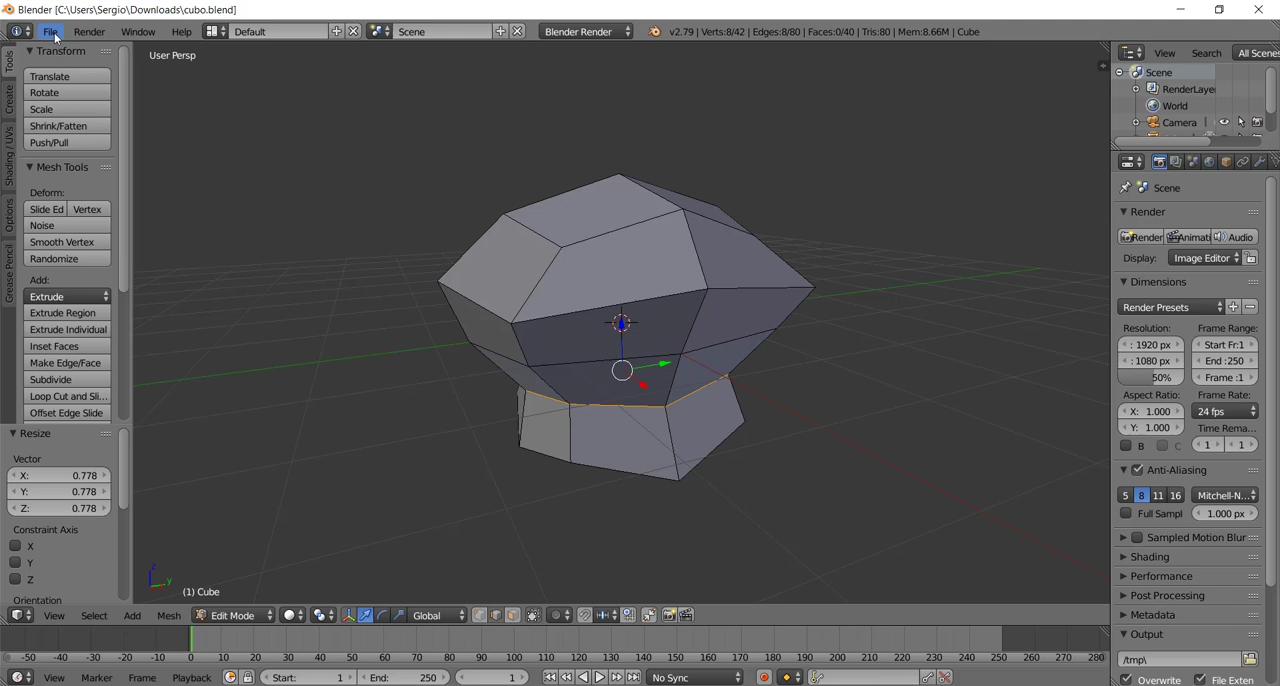 Blender [C:\Users\Sergio\Downloads\cubo.blend]
File Render Window Help Default Scene Blender Render v2.79 | Verts:8/42 | Edges:8/80 | Faces:0/40 | Tris:80 | Mem:8.66M | Cube
Tools
Create
Shading / UVs
Options
Grease Pencil
Transform
Translate
Rotate
Scale
Shrink/Fatten
Push/Pull
Mesh Tools
Deform:
Slide Ed Vertex
Noise
Smooth Vertex
Randomize
Add:
Extrude
Extrude Region
Extrude Individual
Inset Faces
Make Edge/Face
Subdivide
Loop Cut and Sli...
Offset Edge Slide
Resize
Vector
X: 0.778
Y: 0.778
Z: 0.778
Constraint Axis
X
Y
Z
Orientation
User Persp
z
y
(1) Cube
View Select Add Mesh Edit Mode Global
-50 -40 -30 -20 -10 0 10 20 30 40 50 60 70 80 90 100 110 120 130 140 150 160 170 180 190 200 210 220 230 240 250 260 270 280
View Marker Frame Playback Start: 1 End: 250 1 No Sync
View Search All Scenes
Scene
RenderLaye
World
Camera
Scene
Render
Render Animati Audio
Display: Image Editor
Dimensions
Render Presets
Resolution: Frame Range:
: 1920 px Start Fr:1
: 1080 px End :250
50% Frame :1
Aspect Ratio: Frame Rate:
X: 1.000 24 fps
Y: 1.000 Time Rema...
B C 1 1
Anti-Aliasing
5 8 11 16 Mitchell-N...
Full Sampl 1.000 px
Sampled Motion Blur
Shading
Performance
Post Processing
Metadata
Output
/tmp\
Overwrite File Exten